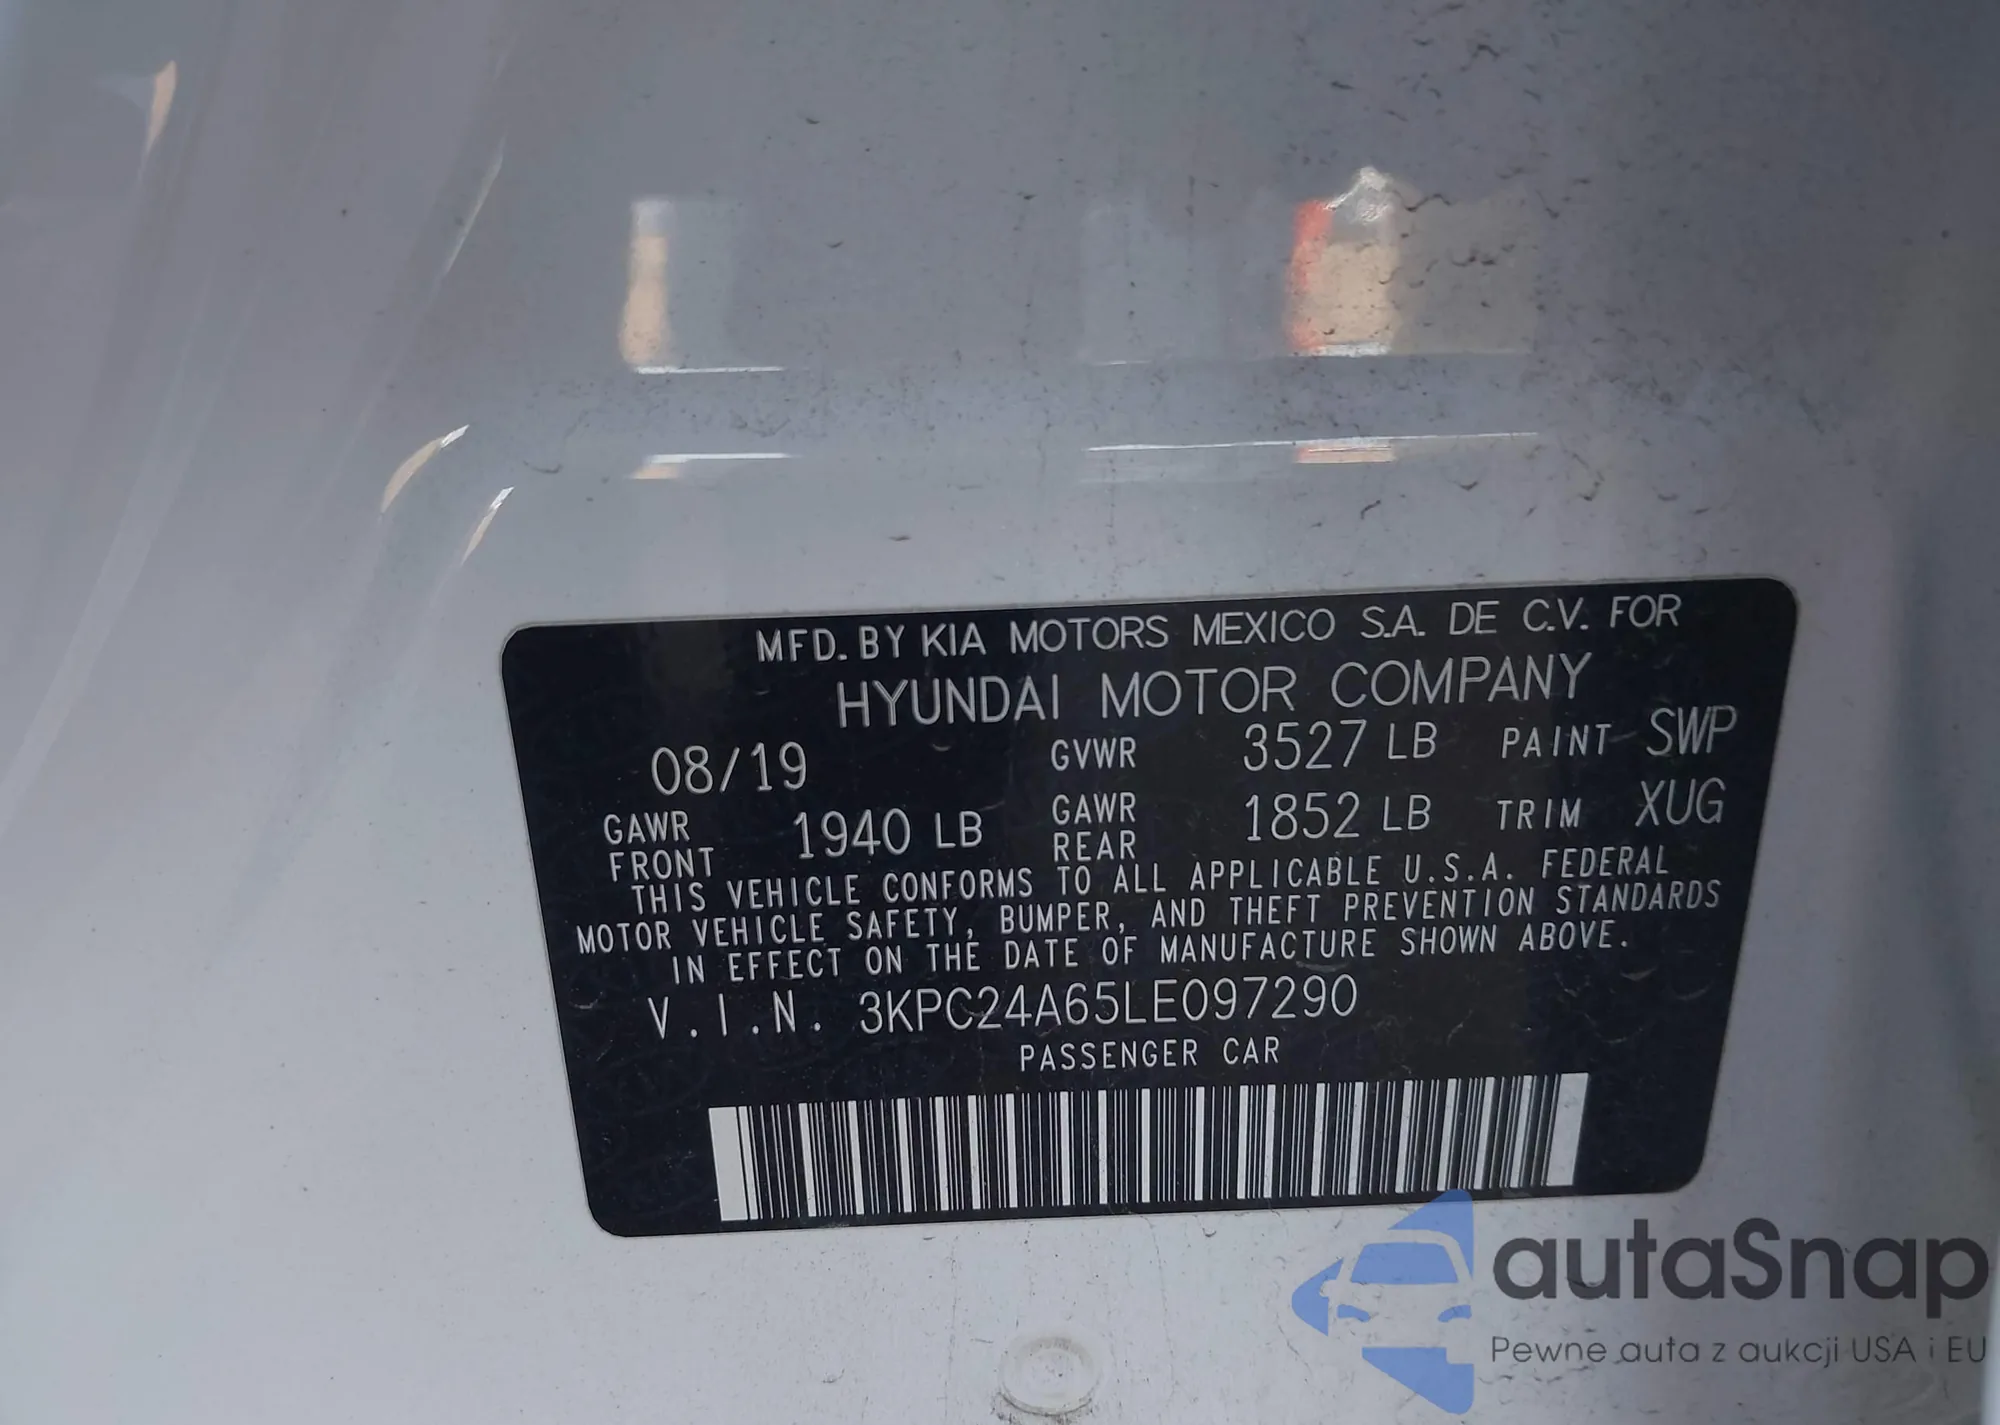 MFD. BY KIA MOTORS MEXICO S.A. DE C.V. FOR
HYUNDAI MOTOR COMPANY
08/19 GVWR 3527 LB PAINT SWP
GAWR FRONT 1940 LB GAWR REAR 1852 LB TRIM XUG
THIS VEHICLE CONFORMS TO ALL APPLICABLE U.S.A. FEDERAL
MOTOR VEHICLE SAFETY, BUMPER, AND THEFT PREVENTION STANDARDS
IN EFFECT ON THE DATE OF MANUFACTURE SHOWN ABOVE.
V.I.N. 3KPC24A65LE097290
PASSENGER CAR
autaSnap
Pewne auta z aukcji USA i EU